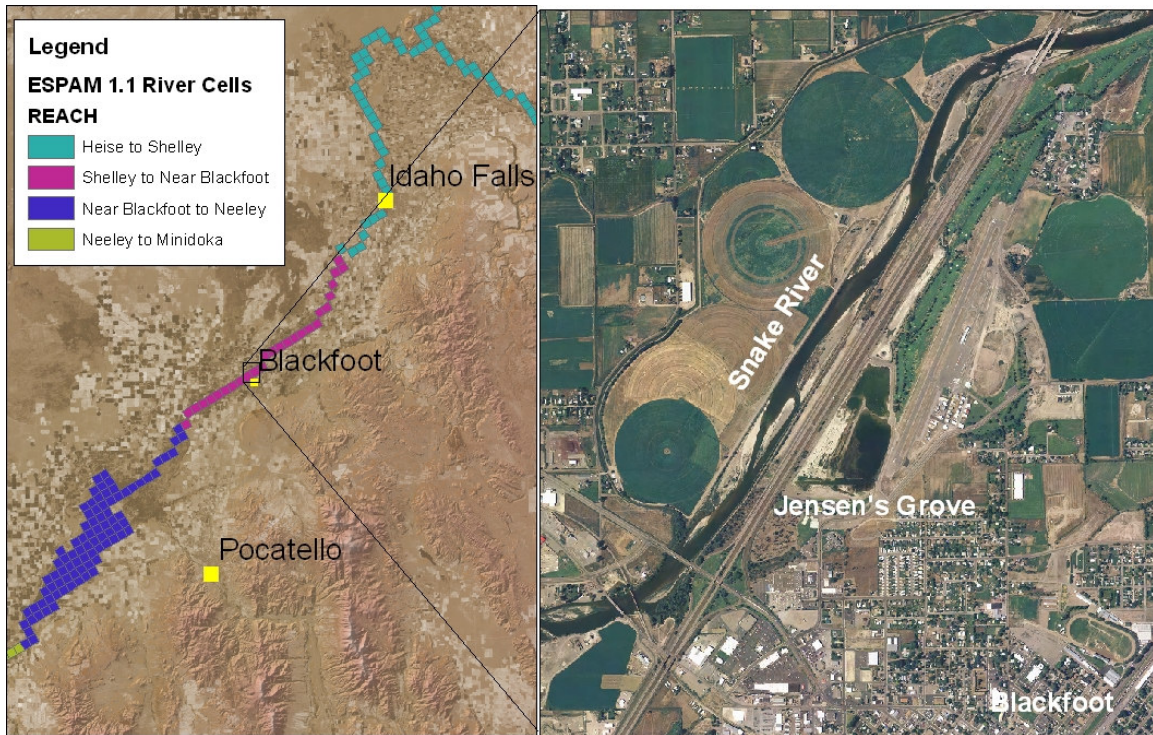 Legend
ESPAM 1.1 River Cells
REACH
Heise to Shelley
Shelley to Near Blackfoot
Near Blackfoot to Neeley
Neeley to Minidoka
Idaho Falls
Blackfoot
Pocatello
Snake River
Jensen's Grove
Blackfoot